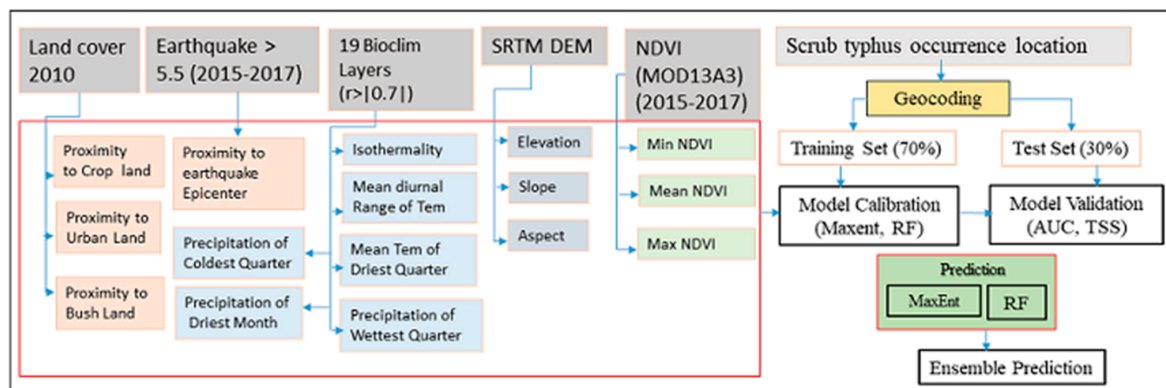 Land cover
2010
Earthquake >
5.5 (2015-2017)
19 Bioclim
Layers
(r>|0.7|)
SRTM DEM
NDVI
(MOD13A3)
(2015-2017)
Proximity
to Crop land
Proximity to
Urban Land
Proximity to
Bush Land
Proximity to
earthquake
Epicenter
Precipitation of
Coldest Quarter
Precipitation of
Driest Month
Isothermality
Mean diurnal
Range of Tem
Mean Tem of
Driest Quarter
Precipitation of
Wettest Quarter
Elevation
Slope
Aspect
Min NDVI
Mean NDVI
Max NDVI
Scrub typhus occurrence location
Geocoding
Training Set (70%)
Test Set (30%)
Model Calibration
(Maxent, RF)
Model Validation
(AUC, TSS)
Prediction
MaxEnt
RF
Ensemble Prediction